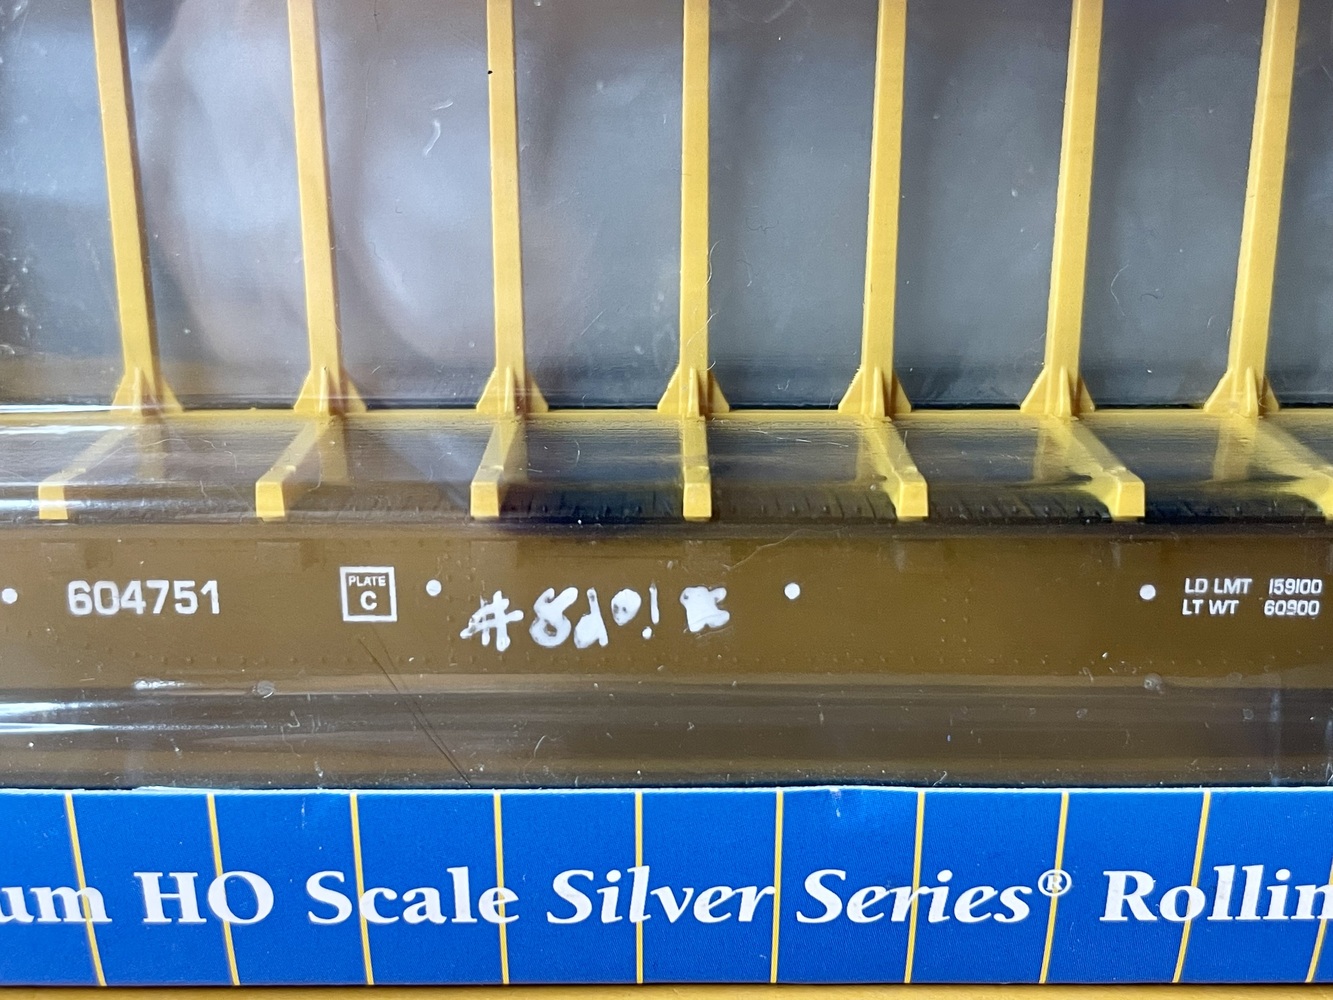 604751
PLATE
C
LD LMT 159100
LT WT 60900
um HO Scale Silver Series® Rollin